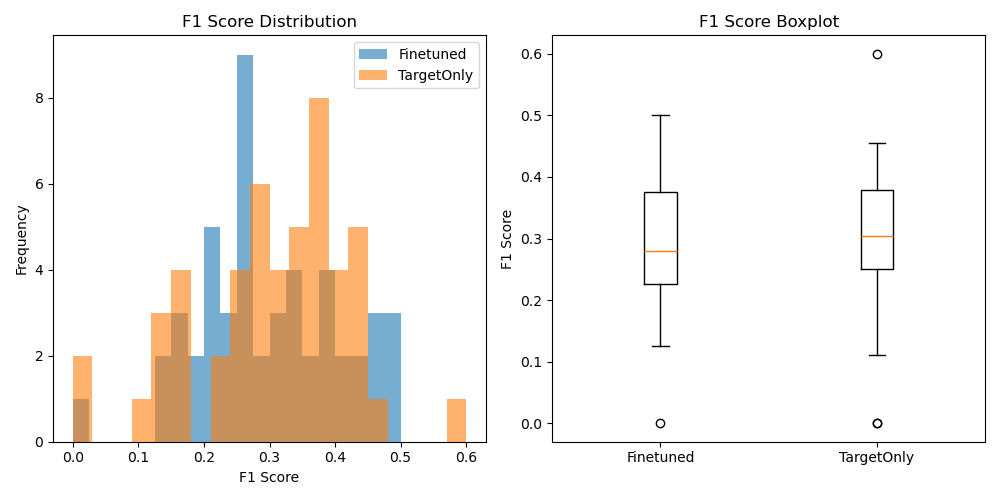 F1 Score Distribution
Finetuned
TargetOnly
Frequency
8
6
4
2
0
0.0 0.1 0.2 0.3 0.4 0.5 0.6
F1 Score
F1 Score Boxplot
F1 Score
0.6
0.5
0.4
0.3
0.2
0.1
0.0
Finetuned TargetOnly